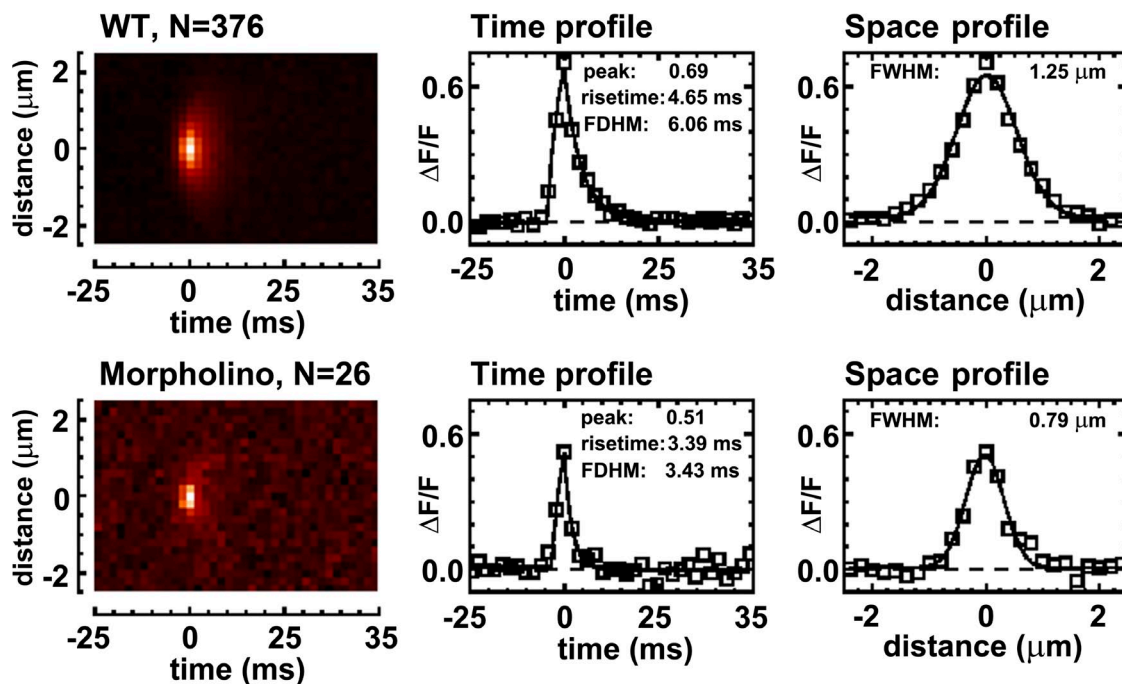 WT, N=376
Time profile
Space profile
distance (μm)
2
0
-2
-25 0 25 35
time (ms)
ΔF/F
0.6
0.0
peak: 0.69
risetime: 4.65 ms
FDHM: 6.06 ms
-25 0 25 35
time (ms)
ΔF/F
0.6
0.0
FWHM: 1.25 μm
-2 0 2
distance (μm)
Morpholino, N=26
Time profile
Space profile
distance (μm)
2
0
-2
-25 0 25 35
time (ms)
ΔF/F
0.6
0.0
peak: 0.51
risetime: 3.39 ms
FDHM: 3.43 ms
-25 0 25 35
time (ms)
ΔF/F
0.6
0.0
FWHM: 0.79 μm
-2 0 2
distance (μm)